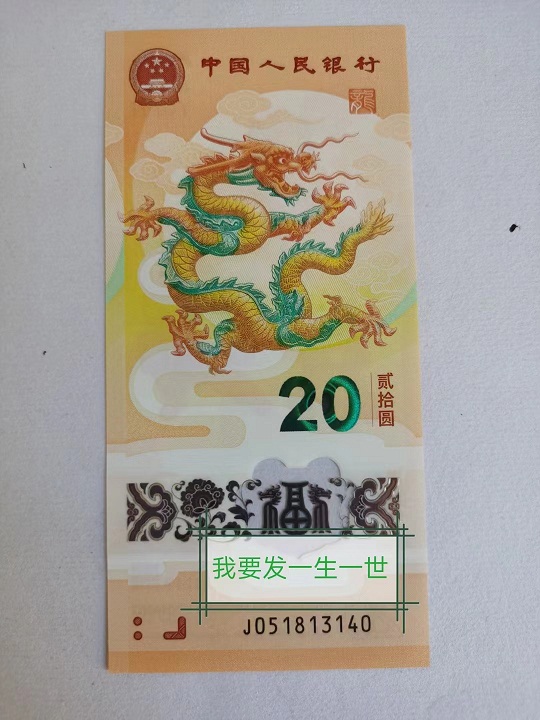 中国人民银行
龍
20
贰拾圆
福
我要发一生一世
J051813140